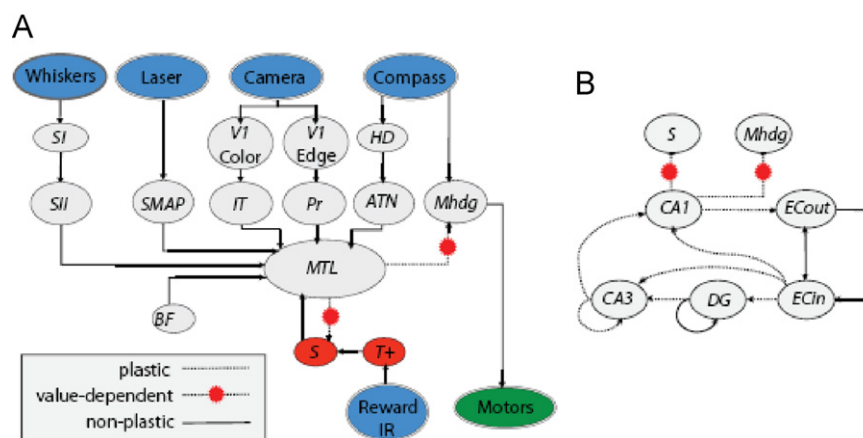 A
Whiskers
Laser
Camera
Compass
SI
V1
Color
V1
Edge
HD
SII
SMAP
IT
Pr
ATN
Mhdg
MTL
BF
S
T+
Reward
IR
Motors
plastic
value-dependent
non-plastic
B
S
Mhdg
CA1
ECout
CA3
DG
ECIn